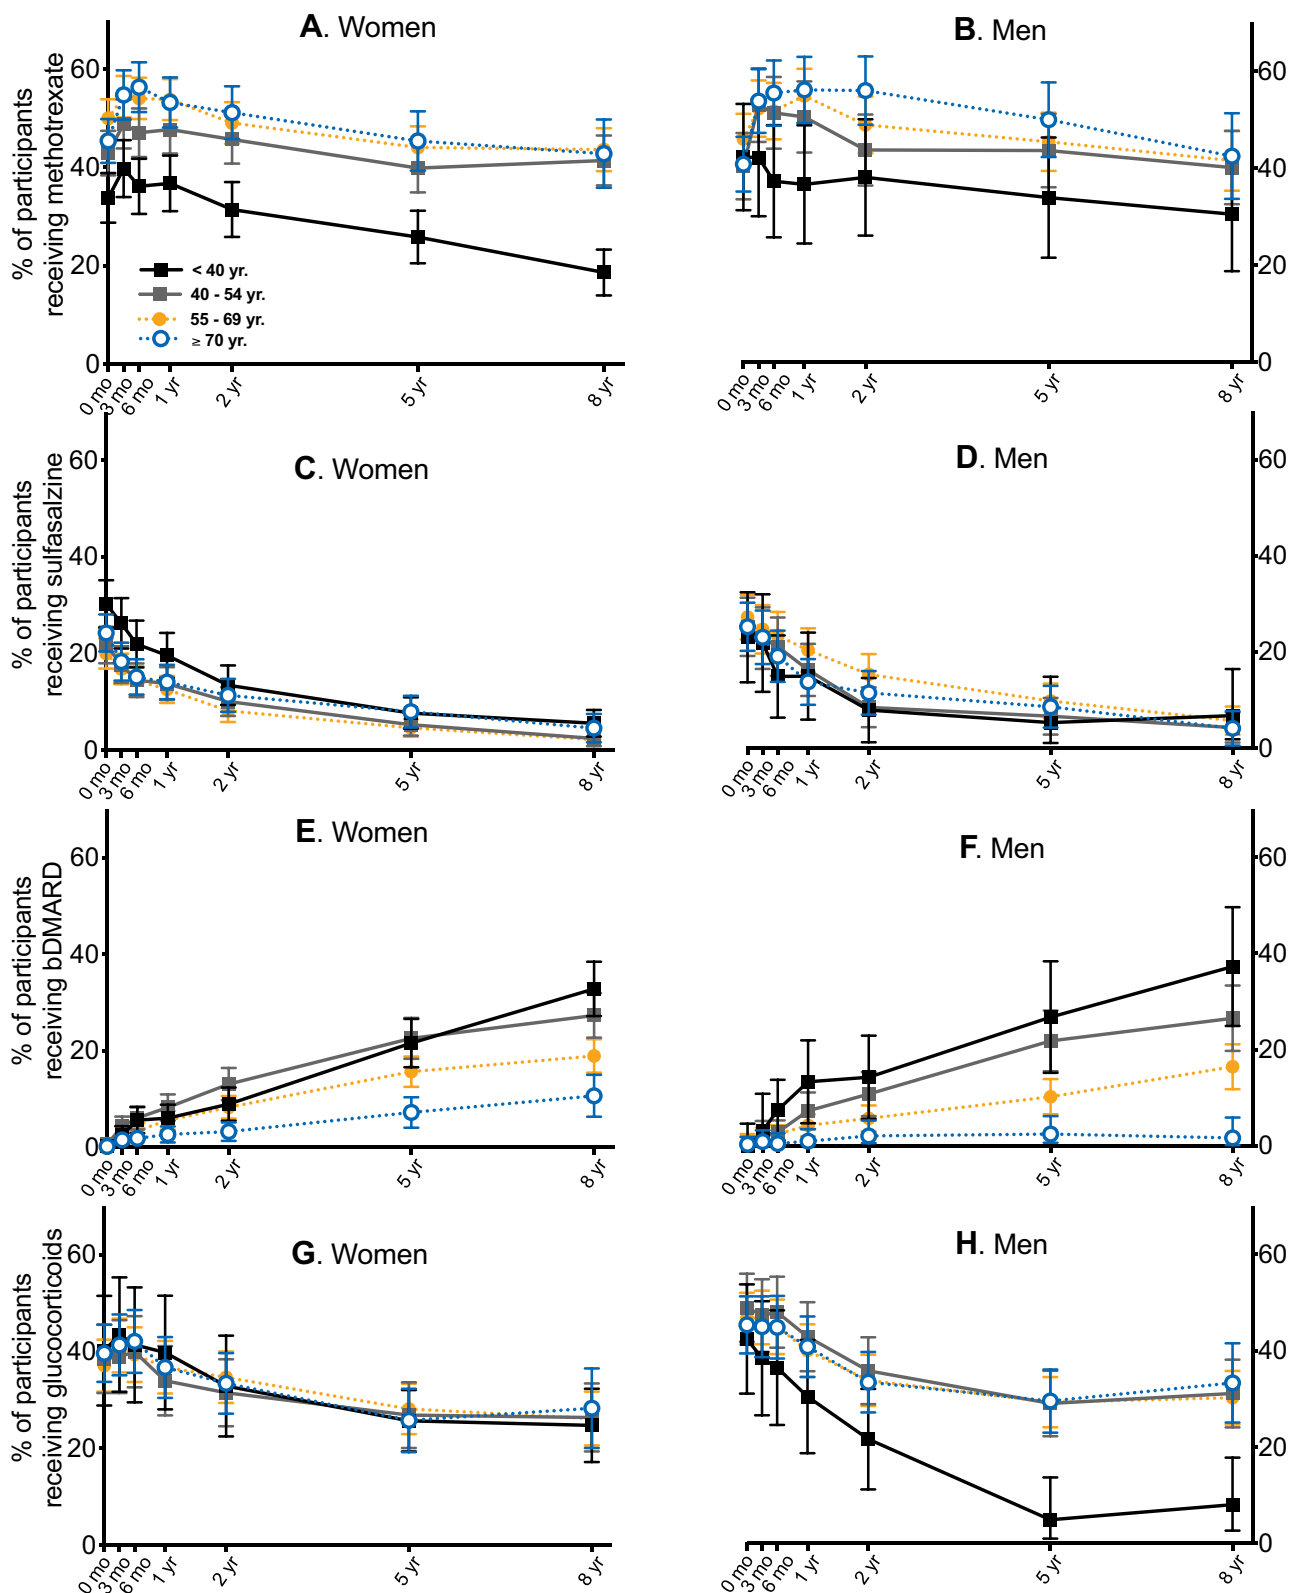 A. Women
B. Men
% of participants
receiving methotrexate
60
40
20
0
60
40
20
0
< 40 yr.
40 - 54 yr.
55 - 69 yr.
≥ 70 yr.
0 mo
3 mo
6 mo
1 yr
2 yr
5 yr
8 yr
0 mo
3 mo
6 mo
1 yr
2 yr
5 yr
8 yr
C. Women
D. Men
% of participants
receiving sulfasalzine
60
40
20
0
60
40
20
0
0 mo
3 mo
6 mo
1 yr
2 yr
5 yr
8 yr
0 mo
3 mo
6 mo
1 yr
2 yr
5 yr
8 yr
E. Women
F. Men
% of participants
receiving bDMARD
60
40
20
0
60
40
20
0
0 mo
3 mo
6 mo
1 yr
2 yr
5 yr
8 yr
0 mo
3 mo
6 mo
1 yr
2 yr
5 yr
8 yr
G. Women
H. Men
% of participants
receiving glucocorticoids
60
40
20
0
60
40
20
0
0 mo
3 mo
6 mo
1 yr
2 yr
5 yr
8 yr
0 mo
3 mo
6 mo
1 yr
2 yr
5 yr
8 yr